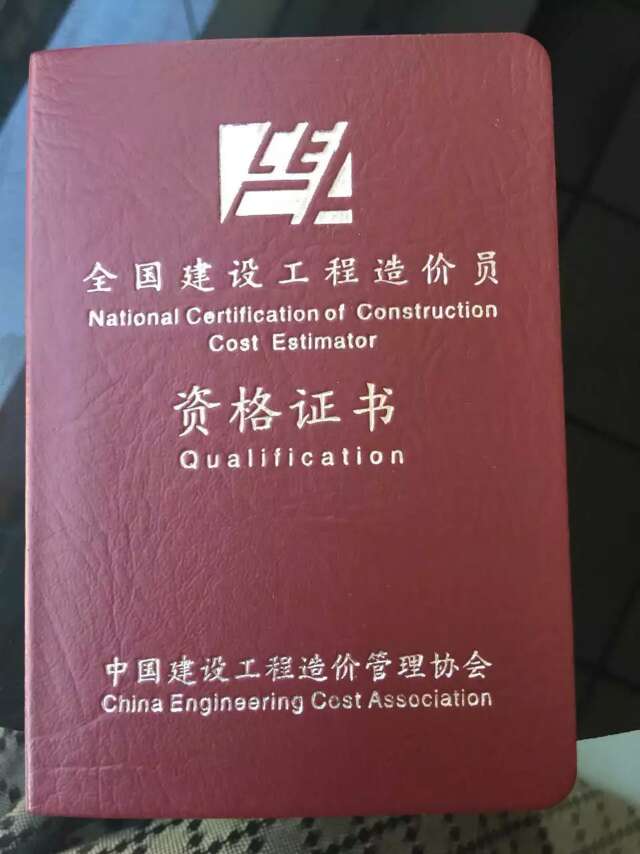 全国建设工程造价员
National Certification of Construction
Cost Estimator
资格证书
Qualification
中国建设工程造价管理协会
China Engineering Cost Association